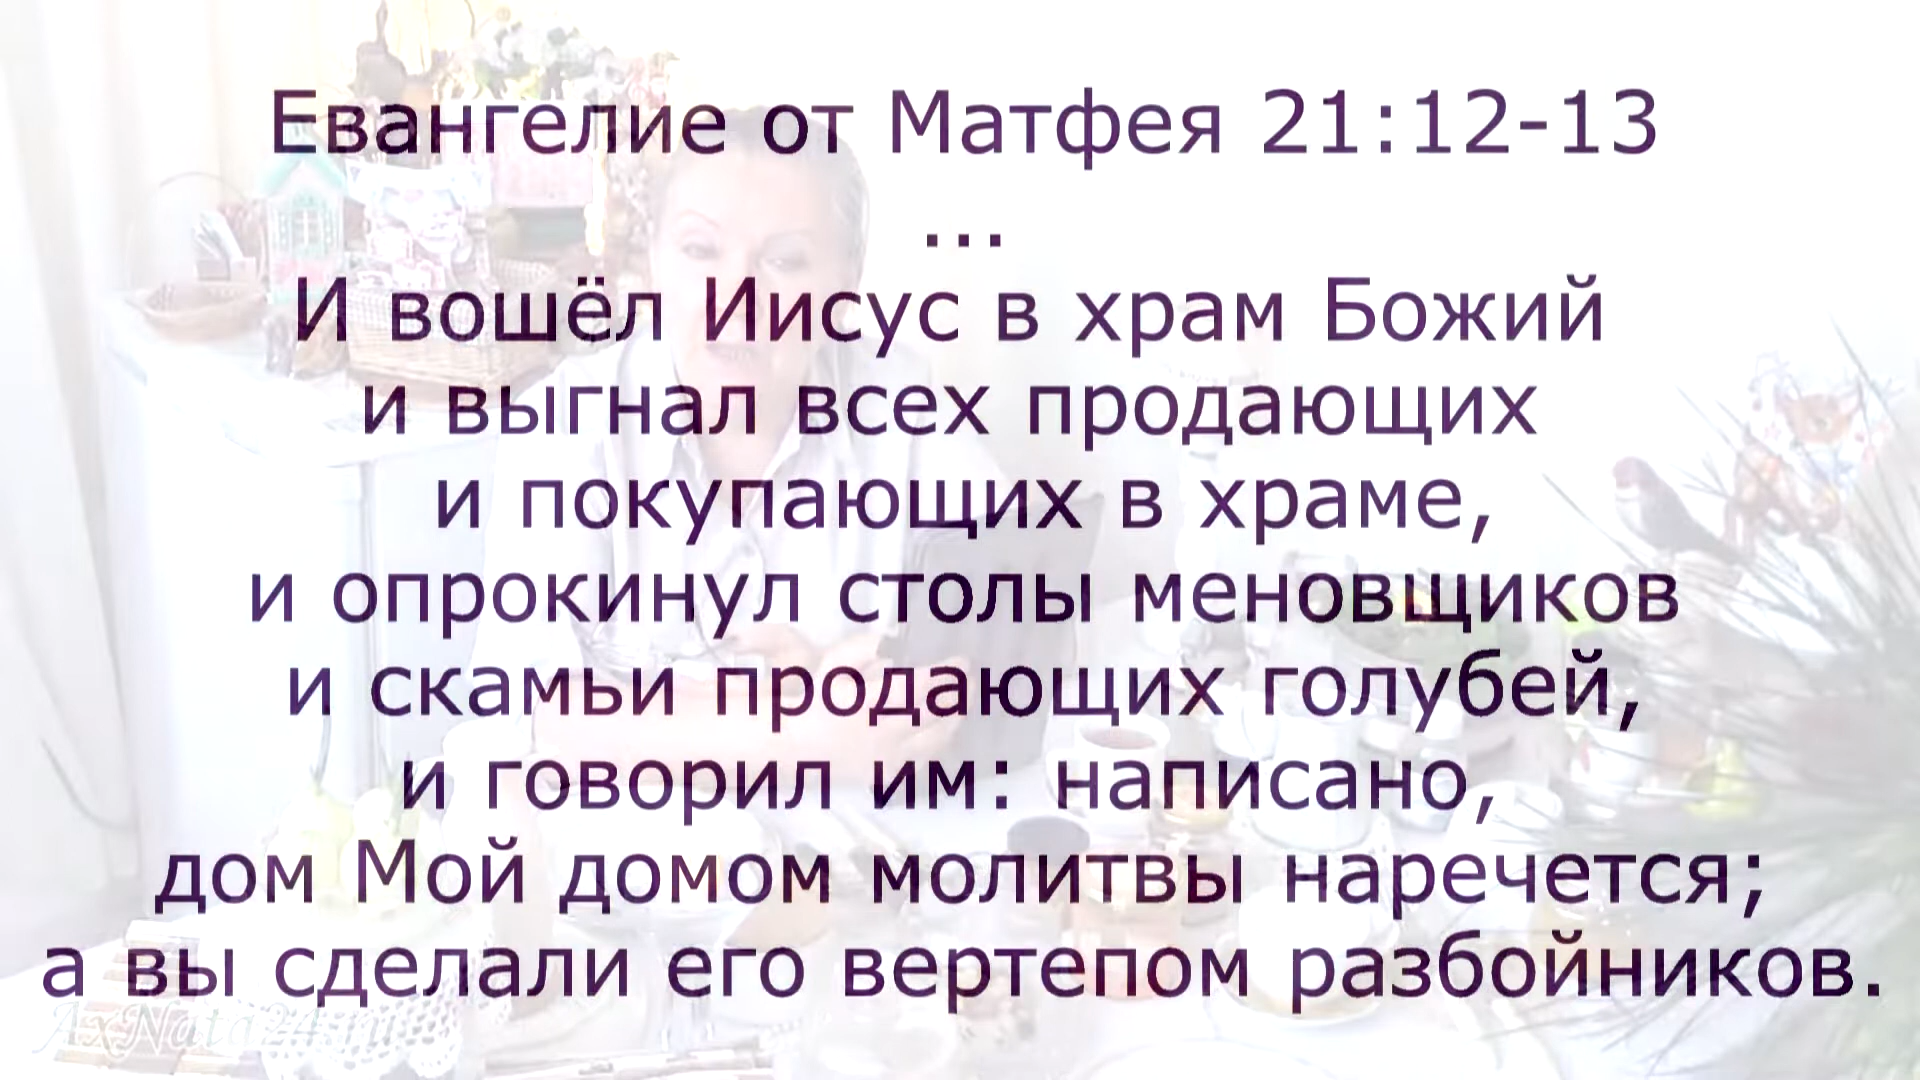 Евангелие от Матфея 21:12-13
...
И вошёл Иисус в храм Божий
и выгнал всех продающих
и покупающих в храме,
и опрокинул столы меновщиков
и скамьи продающих голубей,
и говорил им: написано,
дом Мой домом молитвы наречется;
а вы сделали его вертепом разбойников.